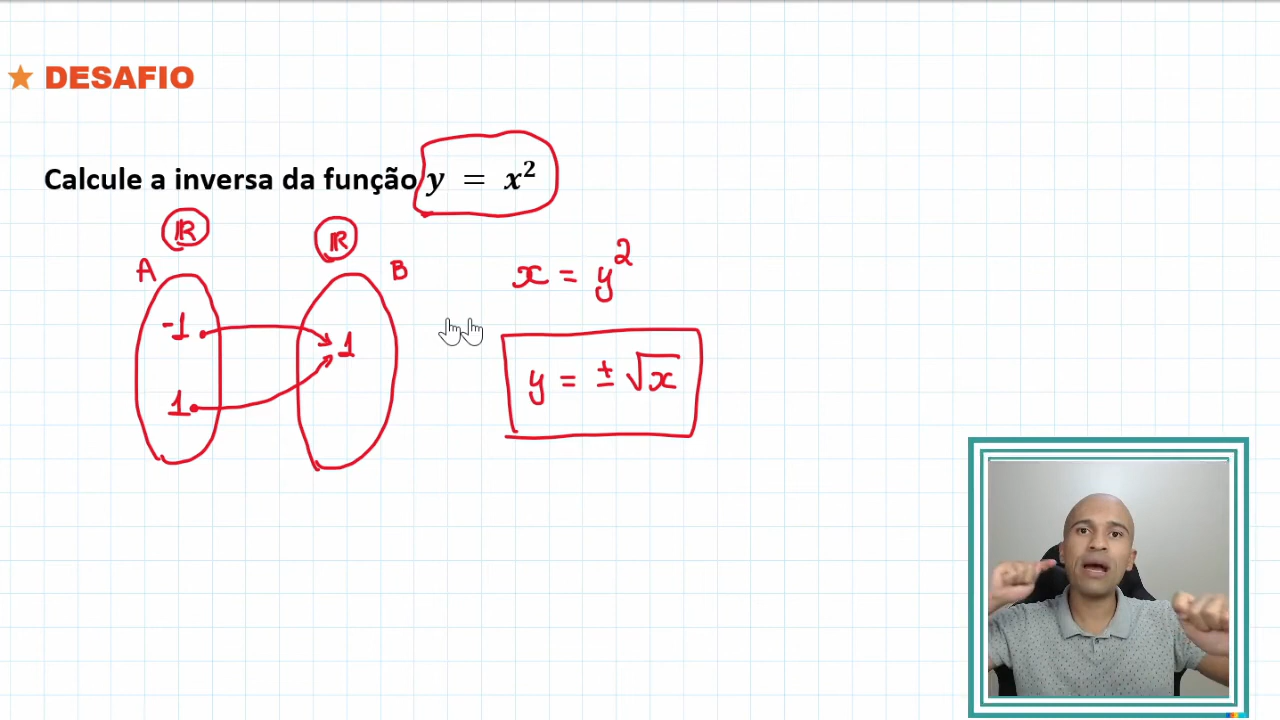 DESAFIO
Calcule a inversa da função y = x²
ℝ ℝ
A B
x = y²
-1 1
y = ± √x
1